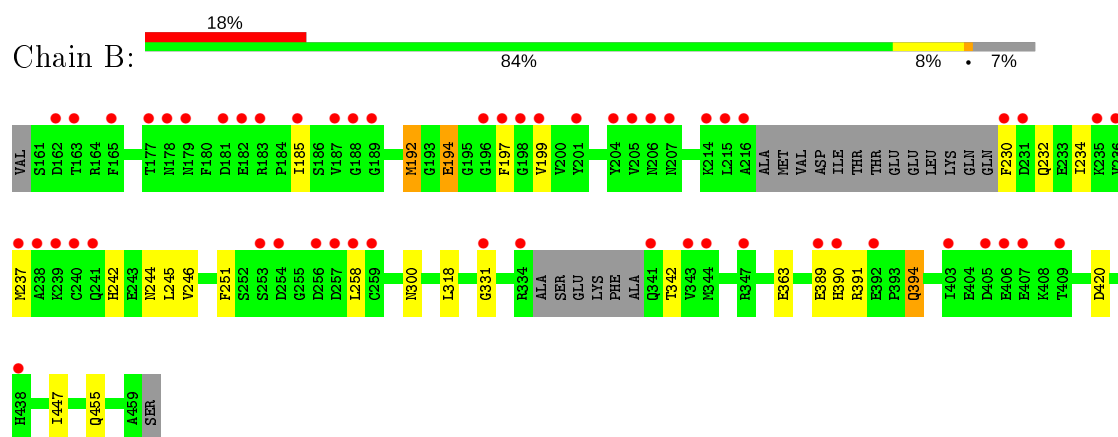 18%
Chain B:
84% 8% • 7%
VAL S161 D162 T163 R164 F165 T177 N178 N179 F180 D181 E182 R183 P184 I185 S186 V187 G188 G189 M192 G193 E194 G195 G196 F197 G198 V199 V200 Y201 Y204 V205 N206 N207 K214 L215 A216 ALA MET VAL ASP ILE THR THR GLU GLU LEU LYS GLN GLN F230 D231 Q232 E233 I234 K235 V236
M237 A238 K239 C240 Q241 H242 E243 N244 L245 V246 F251 S252 S253 D254 G255 D256 D257 L258 C259 N300 L318 G331 R334 ALA SER GLU LYS PHE ALA Q341 T342 V343 M344 R347 E363 E389 H390 R391 E392 P393 Q394 I403 E404 D405 E406 E407 K408 T409 D420
H438 I447 Q455 A459 SER